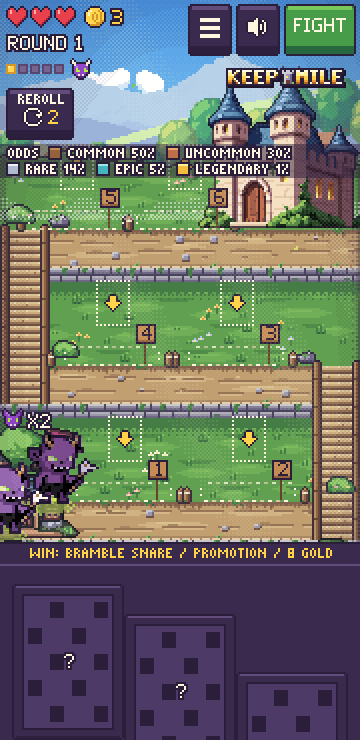 3
ROUND 1
FIGHT
KEEP MILE
REROLL
2
ODDS COMMON 50% UNCOMMON 30%
RARE 14% EPIC 5% LEGENDARY 1%
5 6
4 3
X2
1 2
WIN: BRAMBLE SNARE / PROMOTION / 8 GOLD
?
?